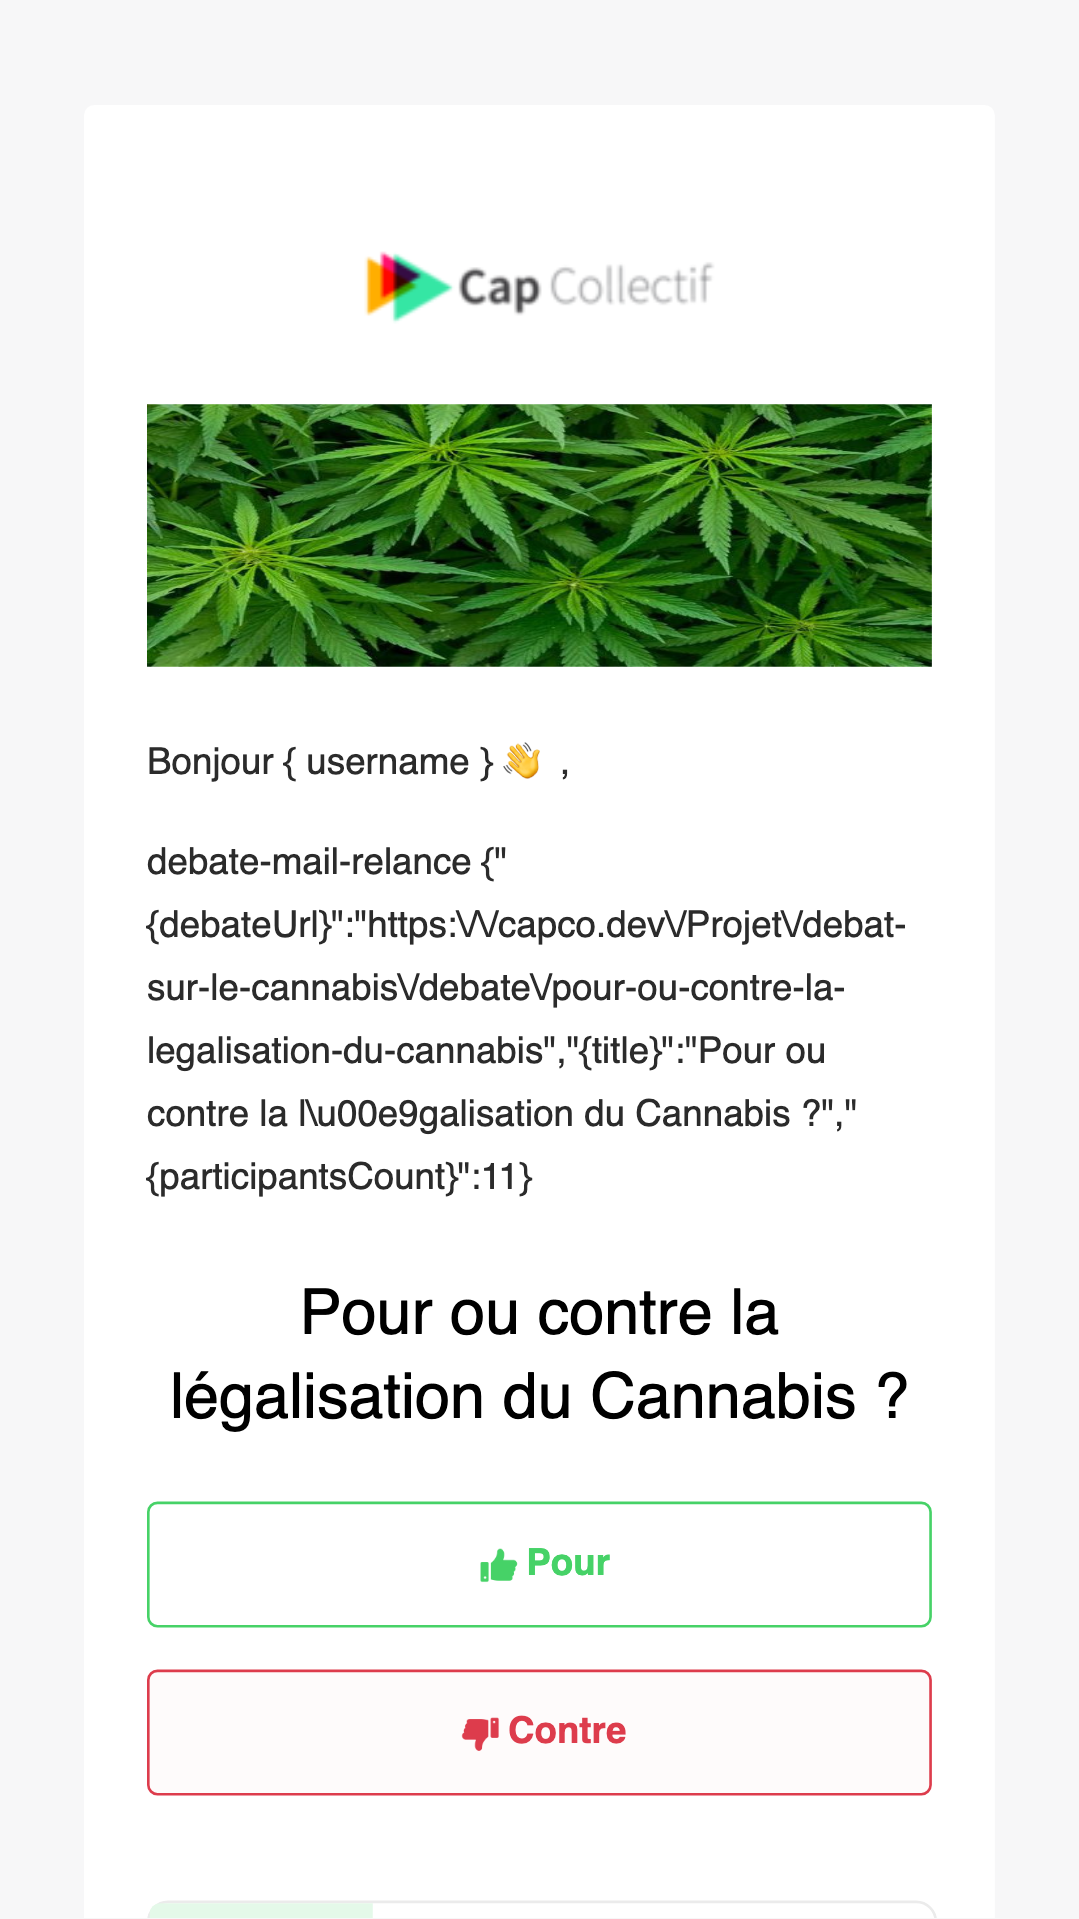 Cap Collectif
Bonjour { username } 👋 ,
debate-mail-relance {"
{debateUrl}":"https:\/\/capco.dev\/Projet\/debat-
sur-le-cannabis\/debate\/pour-ou-contre-la-
legalisation-du-cannabis","{title}":"Pour ou
contre la l\u00e9galisation du Cannabis ?","
{participantsCount}":11}
Pour ou contre la
légalisation du Cannabis ?
Pour
Contre